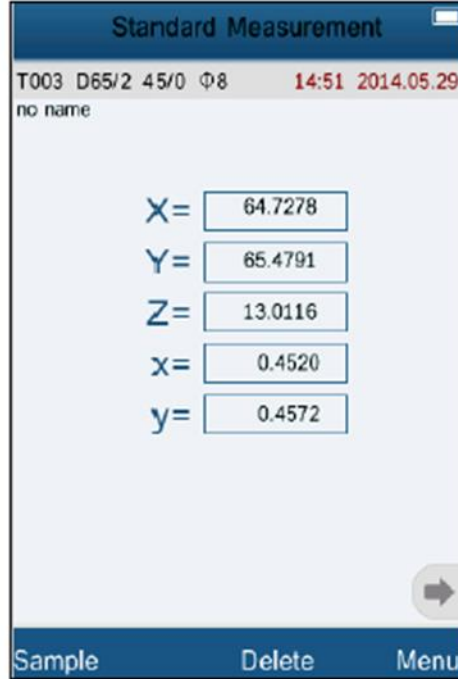 Standard Measurement
T003 D65/2 45/0 Φ8 14:51 2014.05.29
no name
X= 64.7278
Y= 65.4791
Z= 13.0116
x= 0.4520
y= 0.4572
Sample Delete Menu